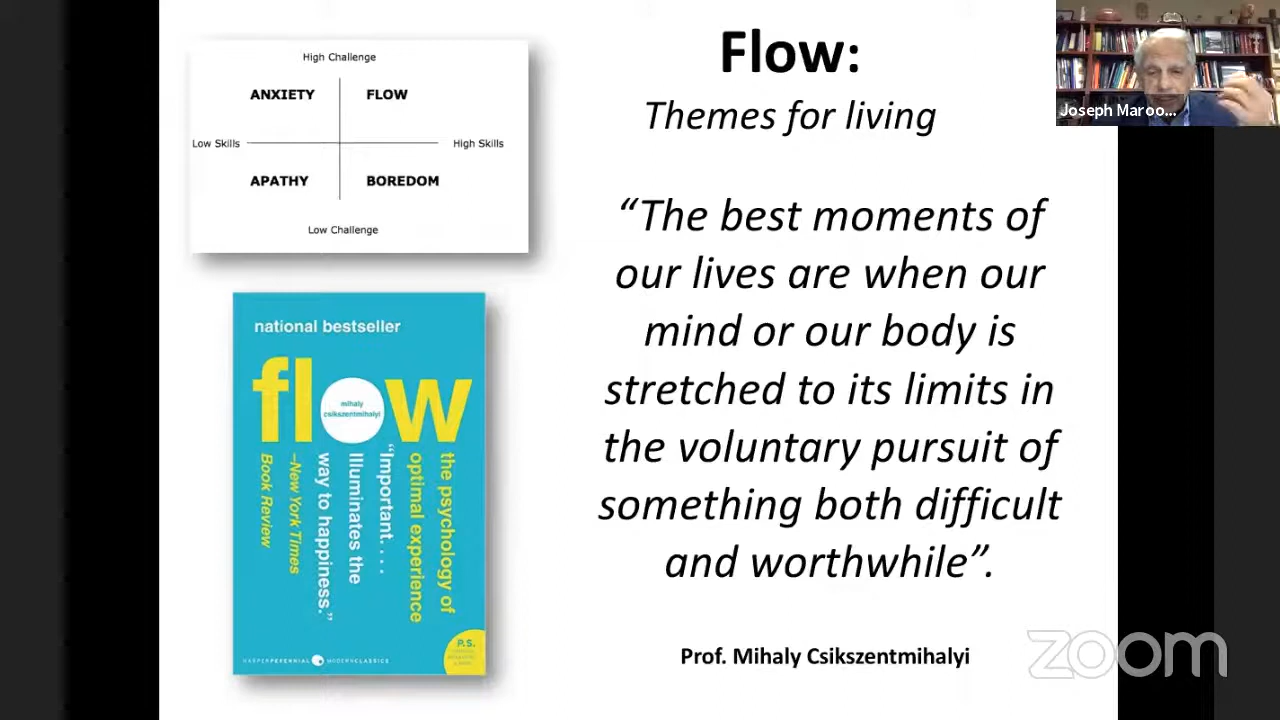 High Challenge
ANXIETY FLOW
Low Skills High Skills
APATHY BOREDOM
Low Challenge
national bestseller
flow
mihaly
csikszentmihalyi
the psychology of
optimal experience
“Important. . . .
Illuminates the
way to happiness.”
–New York Times
Book Review
P.S.
HARPERPERENNIAL MODERNCLASSICS
Flow:
Themes for living
“The best moments of
our lives are when our
mind or our body is
stretched to its limits in
the voluntary pursuit of
something both difficult
and worthwhile”.
Prof. Mihaly Csikszentmihalyi
Joseph Maroo...
zoom